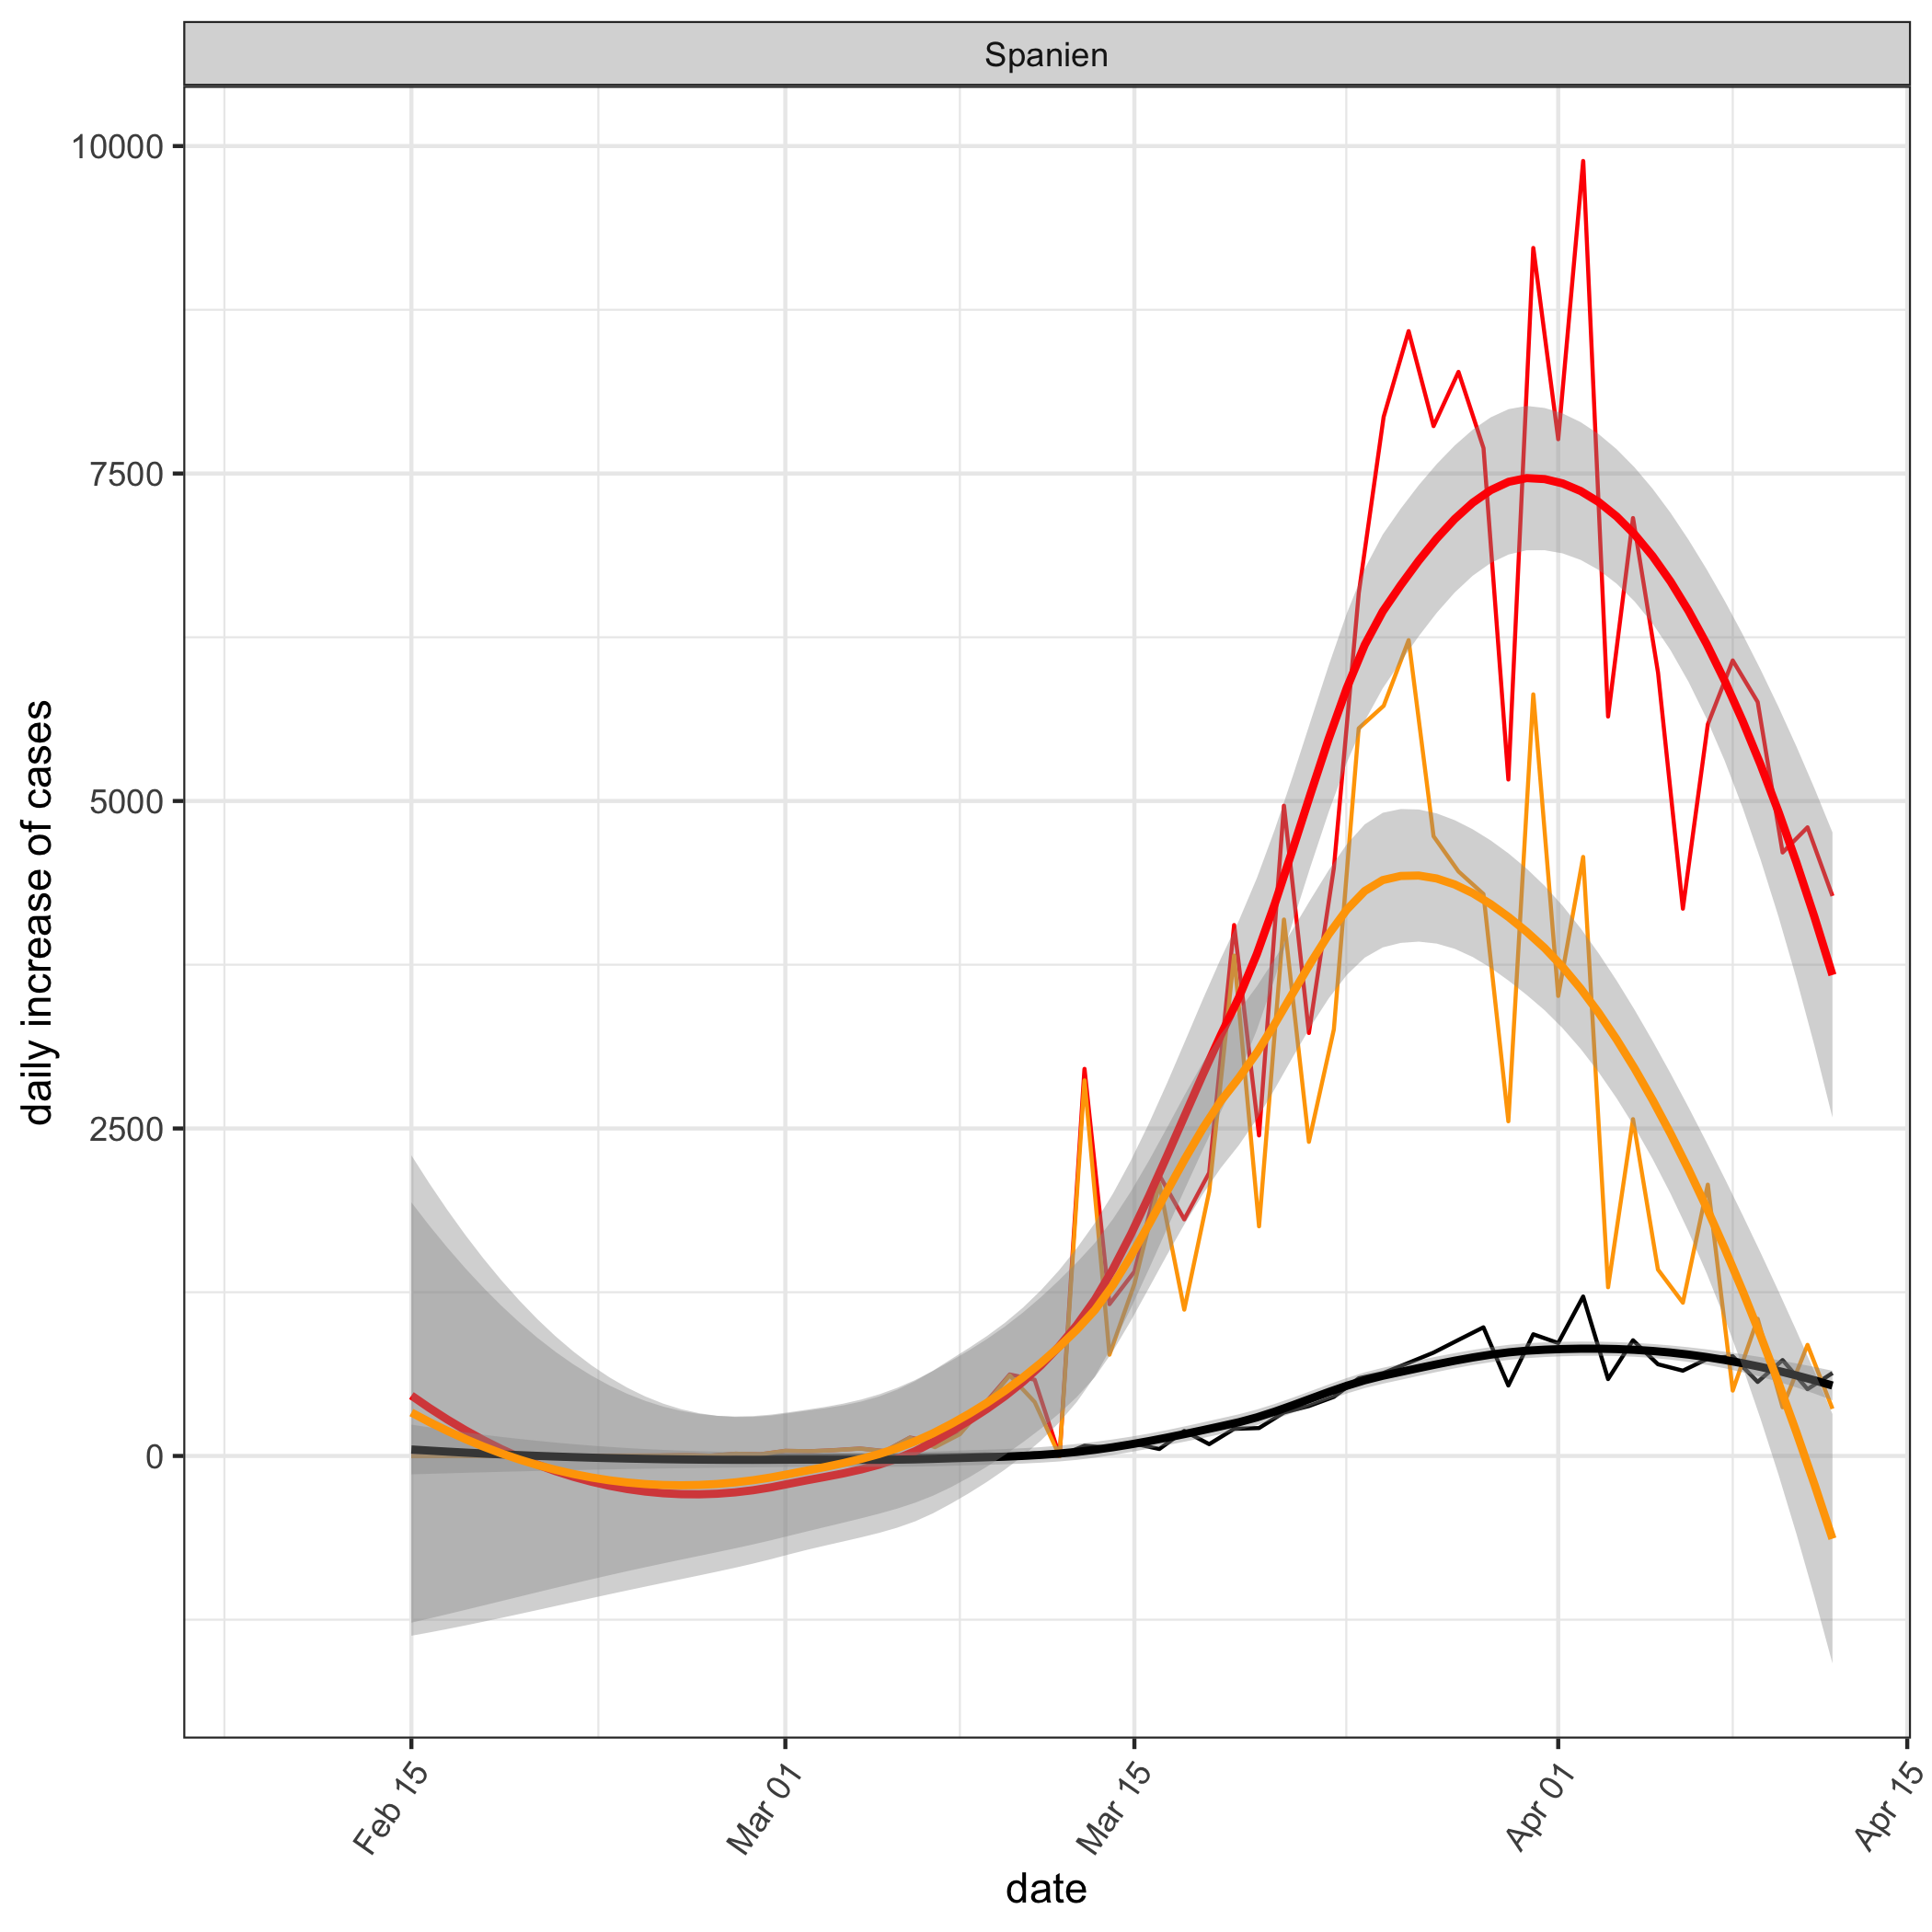 Spanien
10000
7500
5000
2500
0
daily increase of cases
Feb 15
Mar 01
Mar 15
Apr 01
Apr 15
date